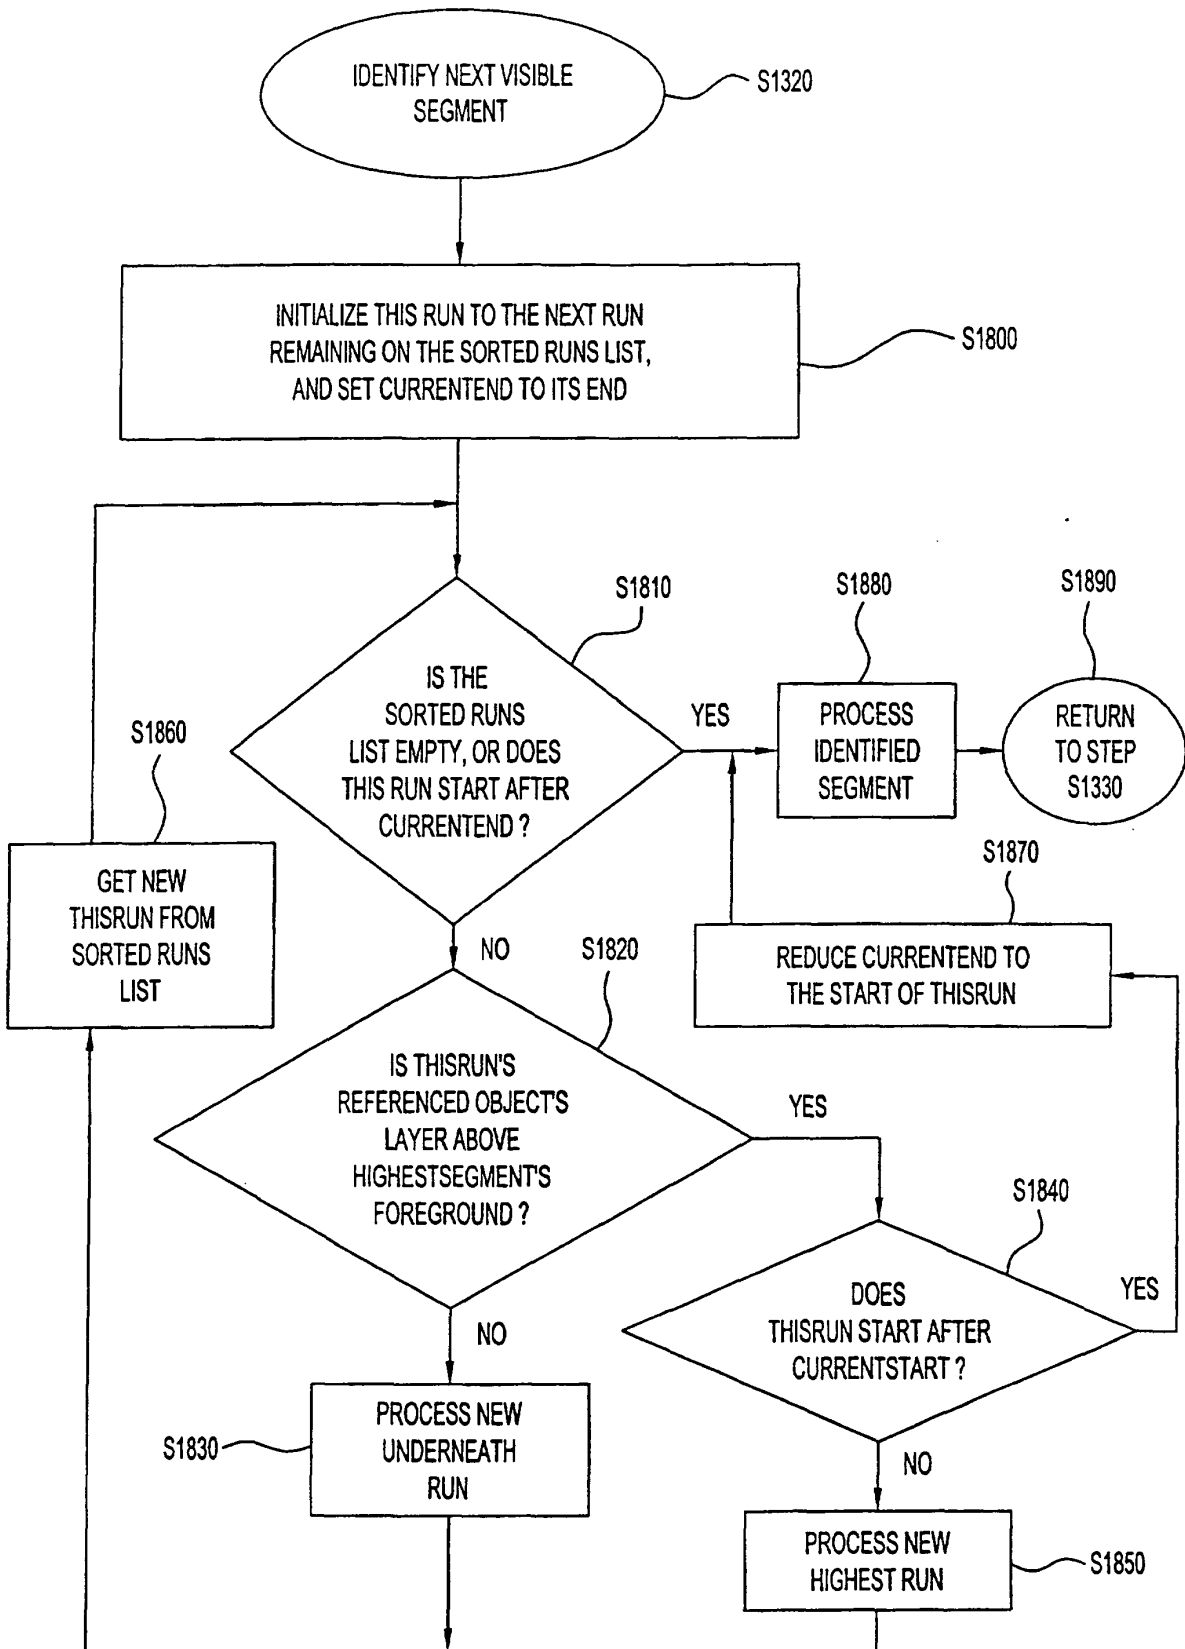 IDENTIFY NEXT VISIBLE
SEGMENT
S1320
INITIALIZE THIS RUN TO THE NEXT RUN
REMAINING ON THE SORTED RUNS LIST,
AND SET CURRENTEND TO ITS END
S1800
S1810
IS THE
SORTED RUNS
LIST EMPTY, OR DOES
THIS RUN START AFTER
CURRENTEND ?
YES
S1880
PROCESS
IDENTIFIED
SEGMENT
S1890
RETURN
TO STEP
S1330
S1860
GET NEW
THISRUN FROM
SORTED RUNS
LIST
S1870
REDUCE CURRENTEND TO
THE START OF THISRUN
NO
S1820
IS THISRUN'S
REFERENCED OBJECT'S
LAYER ABOVE
HIGHESTSEGMENT'S
FOREGROUND ?
YES
S1840
DOES
THISRUN START AFTER
CURRENTSTART ?
YES
NO
S1830
PROCESS NEW
UNDERNEATH
RUN
NO
PROCESS NEW
HIGHEST RUN
S1850